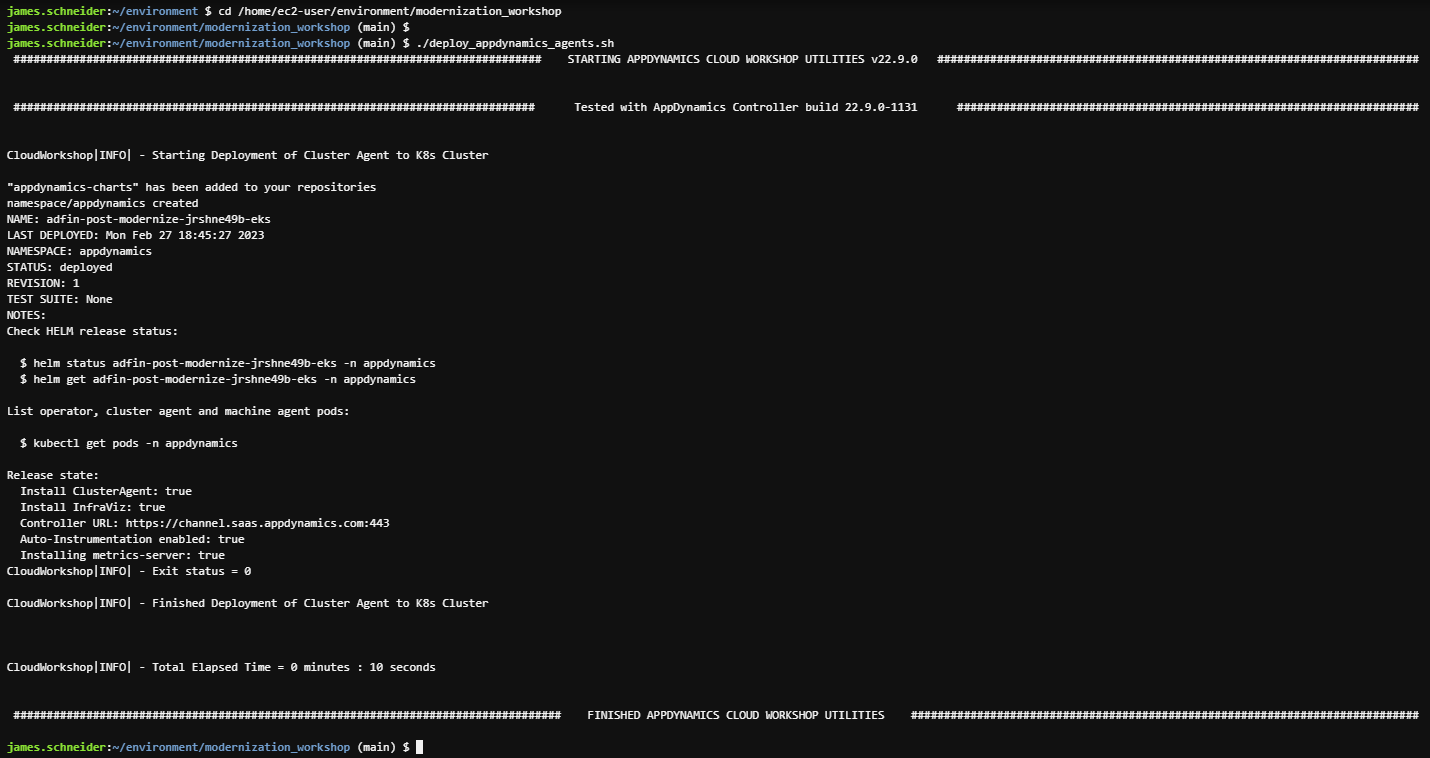 james.schneider:~/environment $ cd /home/ec2-user/environment/modernization_workshop
james.schneider:~/environment/modernization_workshop (main) $
james.schneider:~/environment/modernization_workshop (main) $ ./deploy_appdynamics_agents.sh
################################################################################    STARTING APPDYNAMICS CLOUD WORKSHOP UTILITIES v22.9.0   #########################################################################
###############################################################################      Tested with AppDynamics Controller build 22.9.0-1131      ######################################################################
CloudWorkshop|INFO| - Starting Deployment of Cluster Agent to K8s Cluster
"appdynamics-charts" has been added to your repositories
namespace/appdynamics created
NAME: adfin-post-modernize-jrshne49b-eks
LAST DEPLOYED: Mon Feb 27 18:45:27 2023
NAMESPACE: appdynamics
STATUS: deployed
REVISION: 1
TEST SUITE: None
NOTES:
Check HELM release status:
  $ helm status adfin-post-modernize-jrshne49b-eks -n appdynamics
  $ helm get adfin-post-modernize-jrshne49b-eks -n appdynamics
List operator, cluster agent and machine agent pods:
  $ kubectl get pods -n appdynamics
Release state:
  Install ClusterAgent: true
  Install InfraViz: true
  Controller URL: https://channel.saas.appdynamics.com:443
  Auto-Instrumentation enabled: true
  Installing metrics-server: true
CloudWorkshop|INFO| - Exit status = 0
CloudWorkshop|INFO| - Finished Deployment of Cluster Agent to K8s Cluster
CloudWorkshop|INFO| - Total Elapsed Time = 0 minutes : 10 seconds
###################################################################################    FINISHED APPDYNAMICS CLOUD WORKSHOP UTILITIES    #############################################################################
james.schneider:~/environment/modernization_workshop (main) $